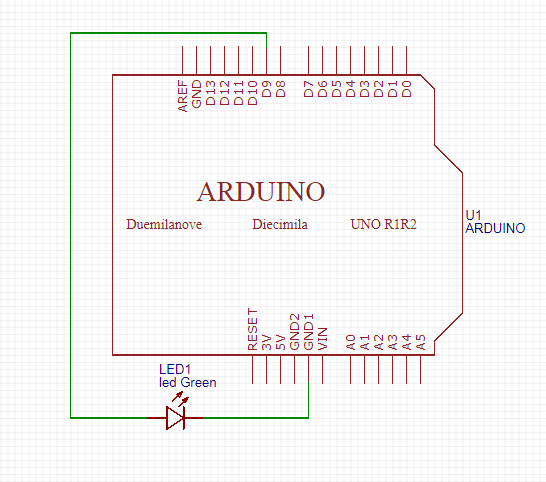 AREF
GND
D13
D12
D11
D10
D9
D8
D7
D6
D5
D4
D3
D2
D1
D0
ARDUINO
Duemilanove Diecimila UNO R1R2
U1
ARDUINO
RESET
3V
5V
GND2
GND1
VIN
A0
A1
A2
A3
A4
A5
LED1
led Green